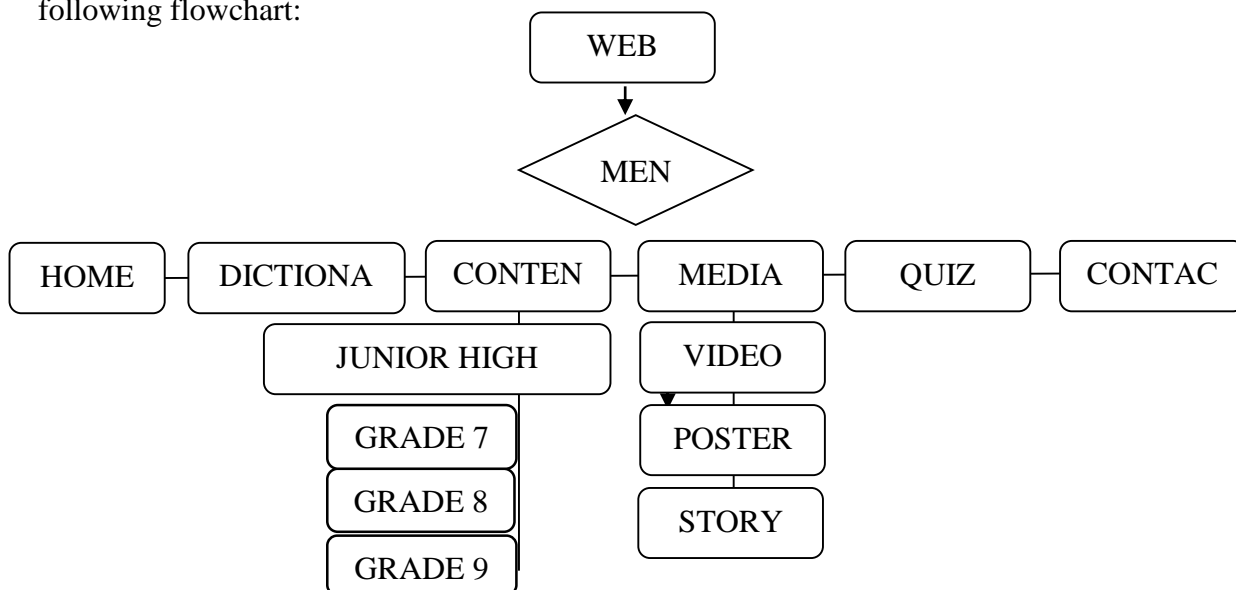 following flowchart:
WEB
MEN
HOME DICTIONA CONTEN MEDIA QUIZ CONTAC
JUNIOR HIGH VIDEO
GRADE 7 POSTER
GRADE 8 STORY
GRADE 9